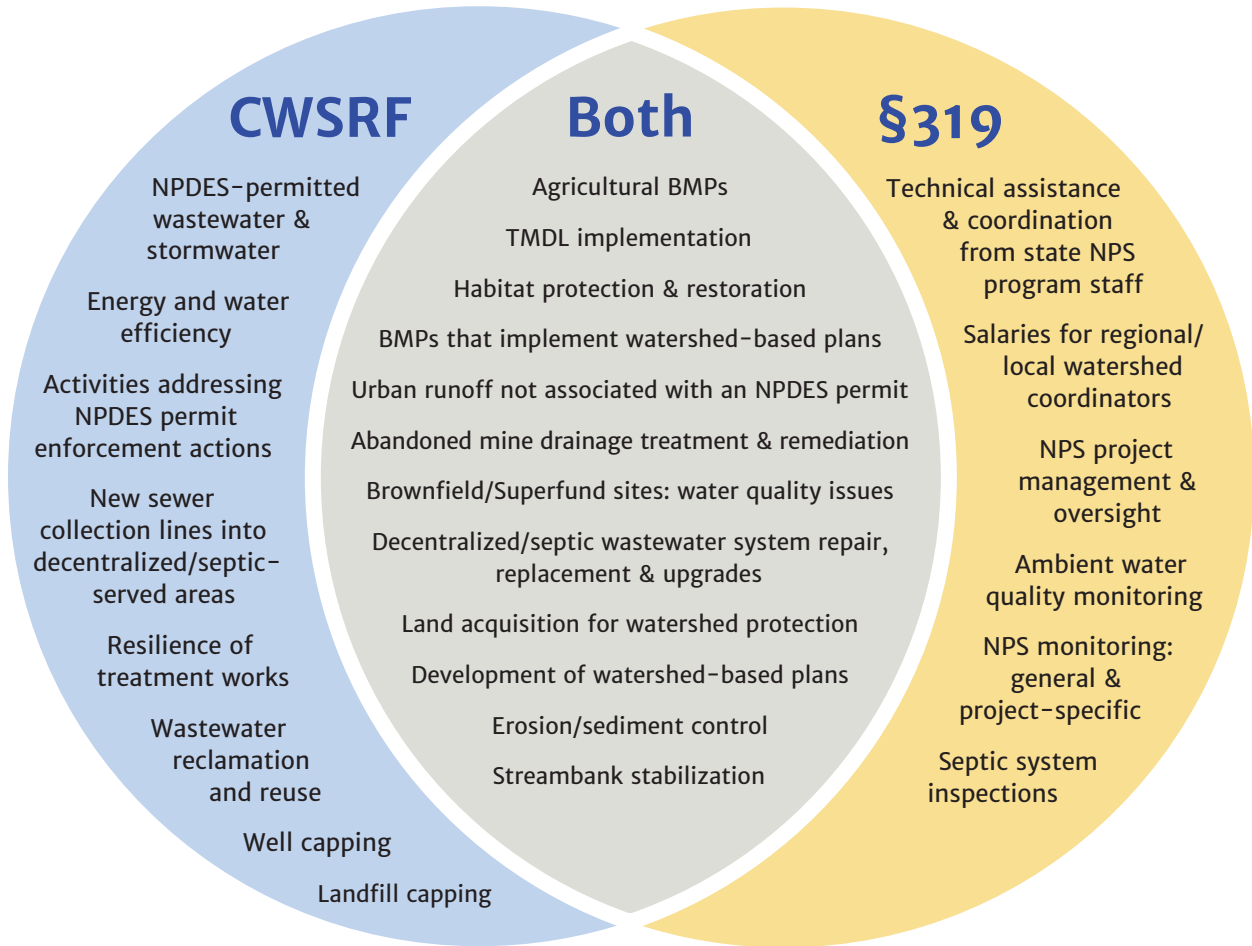 CWSRF
NPDES-permitted
wastewater &
stormwater
Energy and water
efficiency
Activities addressing
NPDES permit
enforcement actions
New sewer
collection lines into
decentralized/septic-
served areas
Resilience of
treatment works
Wastewater
reclamation
and reuse
Well capping
Landfill capping
Both
Agricultural BMPs
TMDL implementation
Habitat protection & restoration
BMPs that implement watershed-based plans
Urban runoff not associated with an NPDES permit
Abandoned mine drainage treatment & remediation
Brownfield/Superfund sites: water quality issues
Decentralized/septic wastewater system repair,
replacement & upgrades
Land acquisition for watershed protection
Development of watershed-based plans
Erosion/sediment control
Streambank stabilization
§319
Technical assistance
& coordination
from state NPS
program staff
Salaries for regional/
local watershed
coordinators
NPS project
management &
oversight
Ambient water
quality monitoring
NPS monitoring:
general &
project-specific
Septic system
inspections